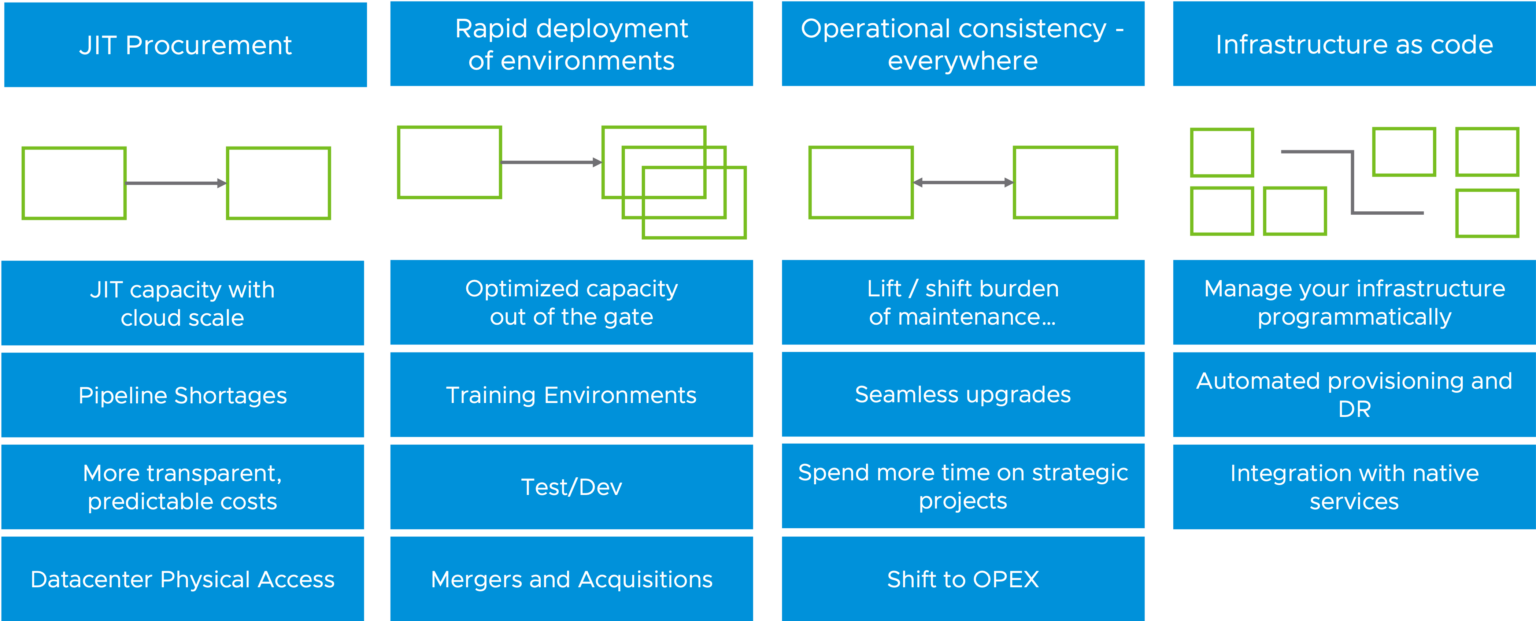 JIT Procurement
Rapid deployment
of environments
Operational consistency -
everywhere
Infrastructure as code
JIT capacity with
cloud scale
Optimized capacity
out of the gate
Lift / shift burden
of maintenance...
Manage your infrastructure
programmatically
Pipeline Shortages
Training Environments
Seamless upgrades
Automated provisioning and
DR
More transparent,
predictable costs
Test/Dev
Spend more time on strategic
projects
Integration with native
services
Datacenter Physical Access
Mergers and Acquisitions
Shift to OPEX